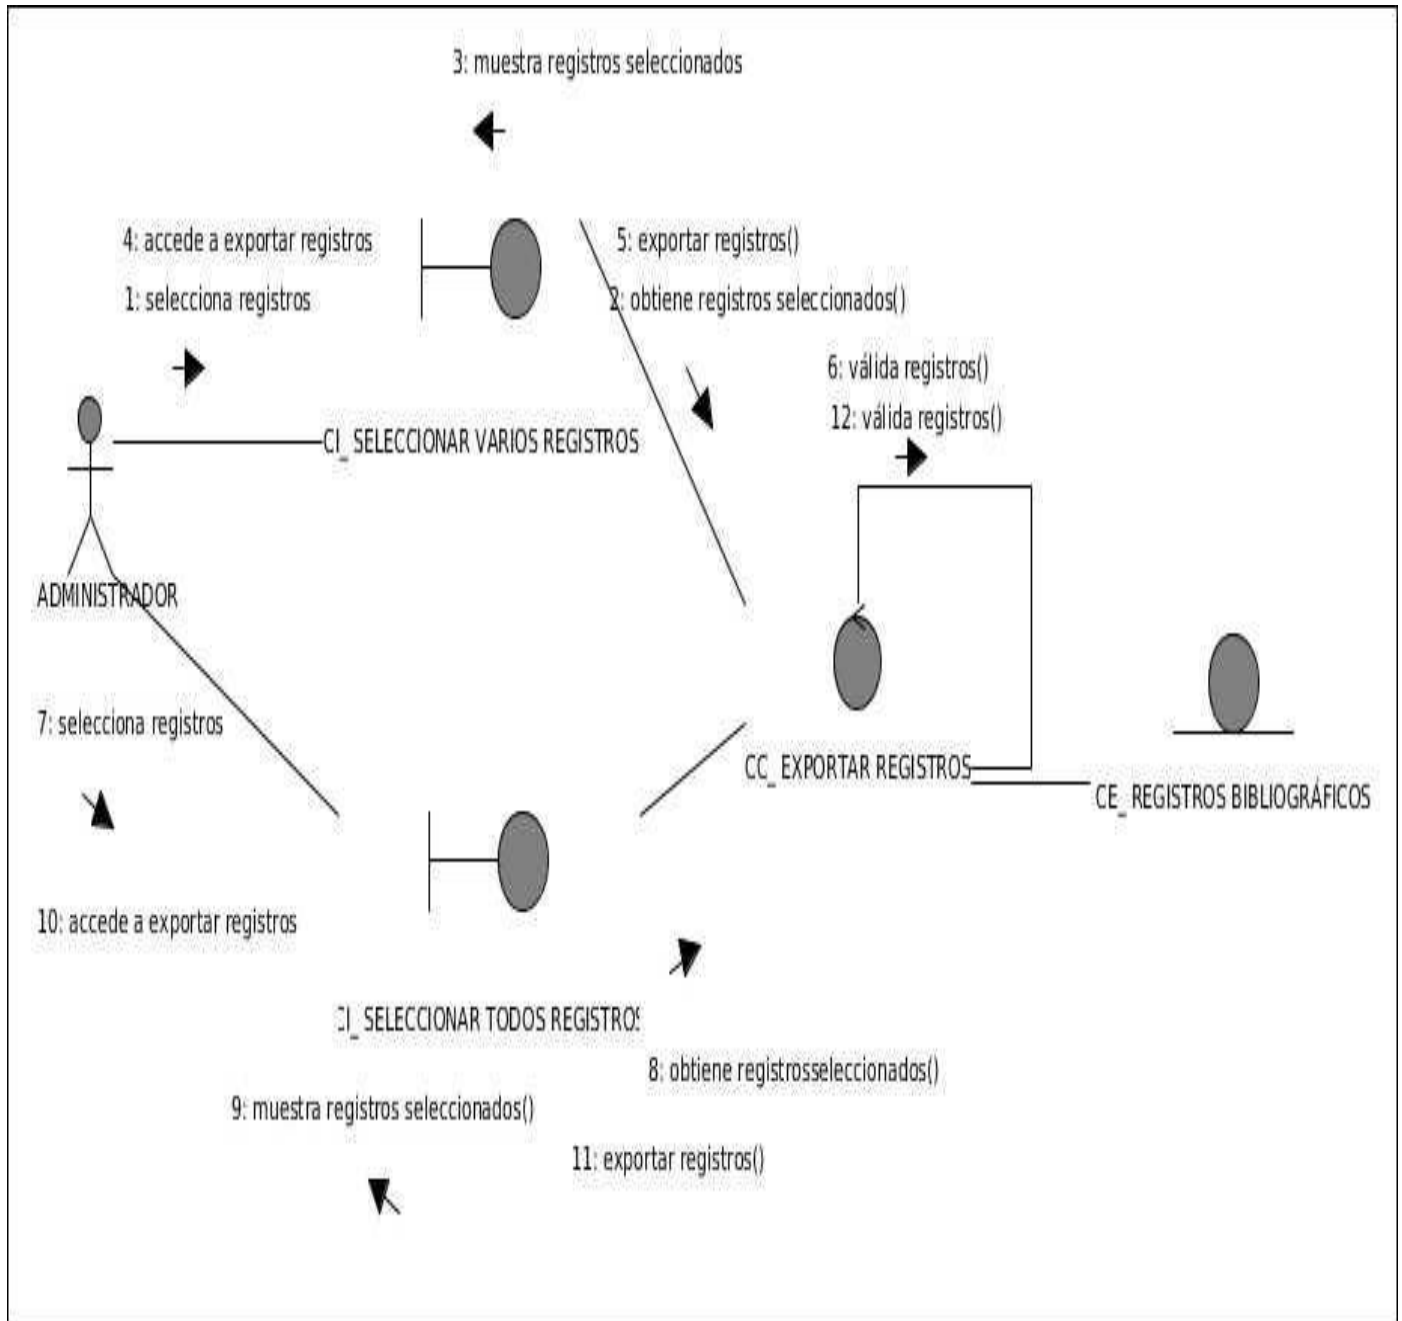 3: muestra registros seleccionados
4: accede a exportar registros
5: exportar registros()
1: selecciona registros
2: obtiene registros seleccionados()
6: válida registros()
12: válida registros()
CI_ SELECCIONAR VARIOS REGISTROS
ADMINISTRADOR
7: selecciona registros
CC_ EXPORTAR REGISTROS
CE_ REGISTROS BIBLIOGRÁFICOS
10: accede a exportar registros
CI_ SELECCIONAR TODOS REGISTROS
8: obtiene registrosseleccionados()
9: muestra registros seleccionados()
11: exportar registros()